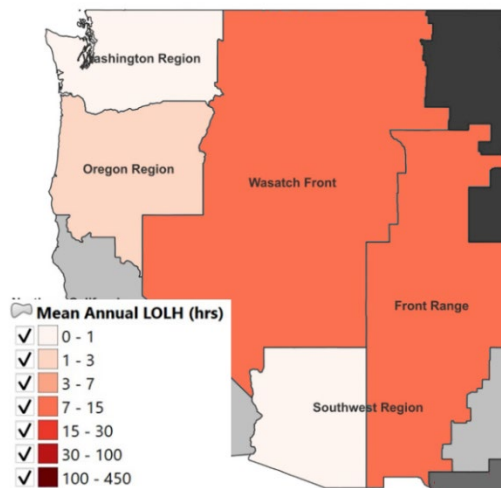 Washington Region
Oregon Region
Wasatch Front
Front Range
Mean Annual LOLH (hrs)
0 - 1
1 - 3
3 - 7
7 - 15
Southwest Region
15 - 30
30 - 100
100 - 450